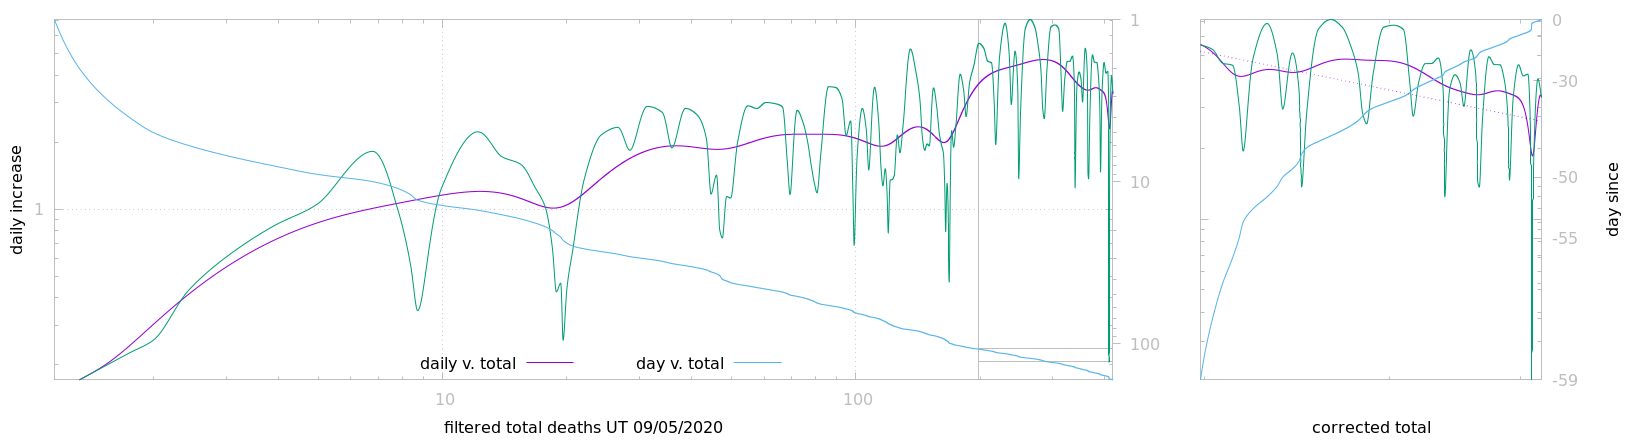 daily increase
1
daily v. total
day v. total
10
100
1
10
100
filtered total deaths UT 09/05/2020
0
-30
-50
-55
-59
day since
corrected total